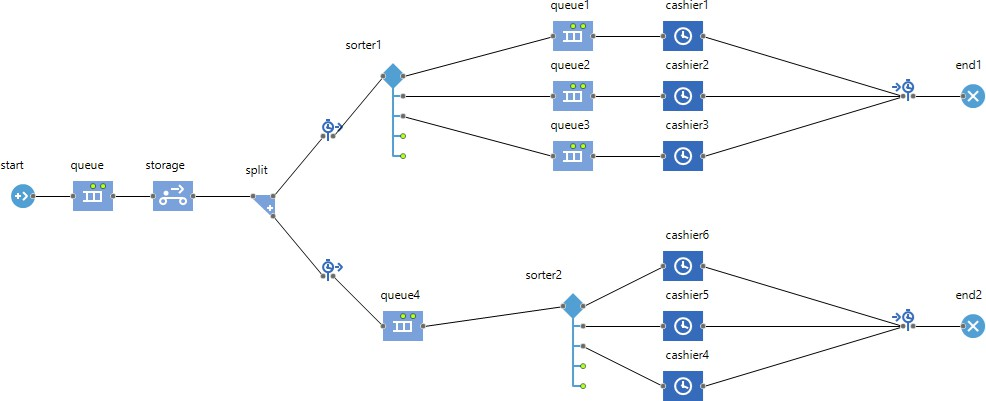 start
queue
storage
split
sorter1
queue1
cashier1
queue2
cashier2
queue3
cashier3
end1
queue4
sorter2
cashier6
cashier5
cashier4
end2